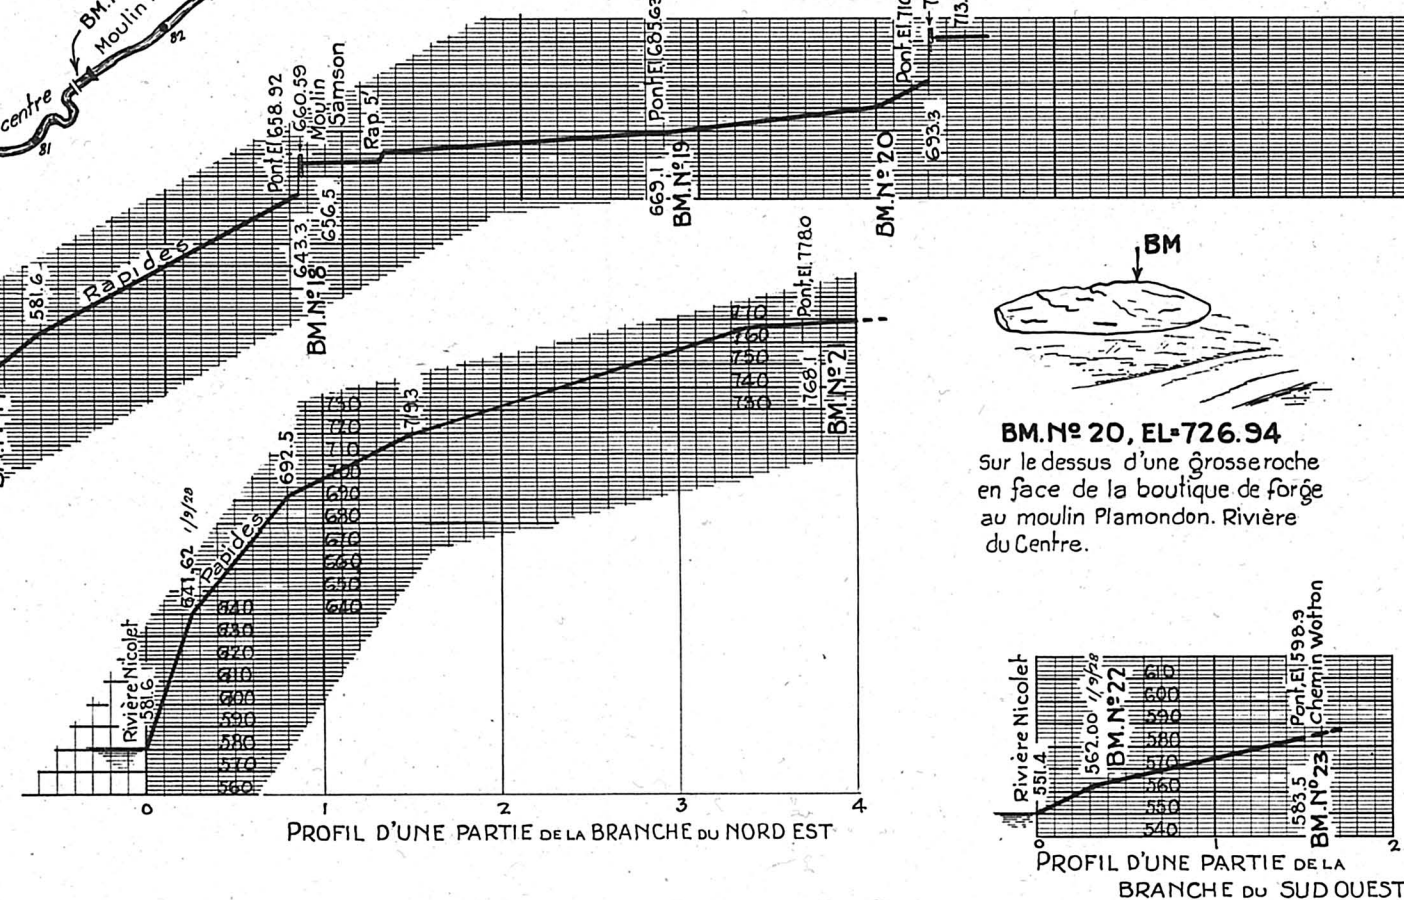 Moulin
82
centre
81
581.6
Rapides
Pont, El. 658.92
660.59
Moulin
Samson
643.3
656.5
BM. Nº 18
Rap. 5'
Pont El 685.63
669.1
BM. Nº 19
BM. Nº 20
693.3
BM
BM. Nº 20, EL=726.94
Sur le dessus d'une grosse roche
en face de la boutique de forge
au moulin Plamondon. Rivière
du Centre.
Rivière Nicolet
581.6
641.62 1/9/28
Rapides
692.5
719.3
Pont, El. 778.0
768.1
BM. Nº 21
770
760
750
740
730
730
720
710
700
690
680
670
660
650
640
640
630
620
610
600
590
580
570
560
0 1 2 3 4
PROFIL D'UNE PARTIE DE LA BRANCHE DU NORD EST
Rivière Nicolet
551.4
562.00 1/9/28
BM. Nº 22
610
600
590
580
570
560
550
540
Pont, El 598.9
Chemin Wotton
583.5
BM. Nº 23
0 1 2
PROFIL D'UNE PARTIE DE LA
BRANCHE DU SUD OUEST